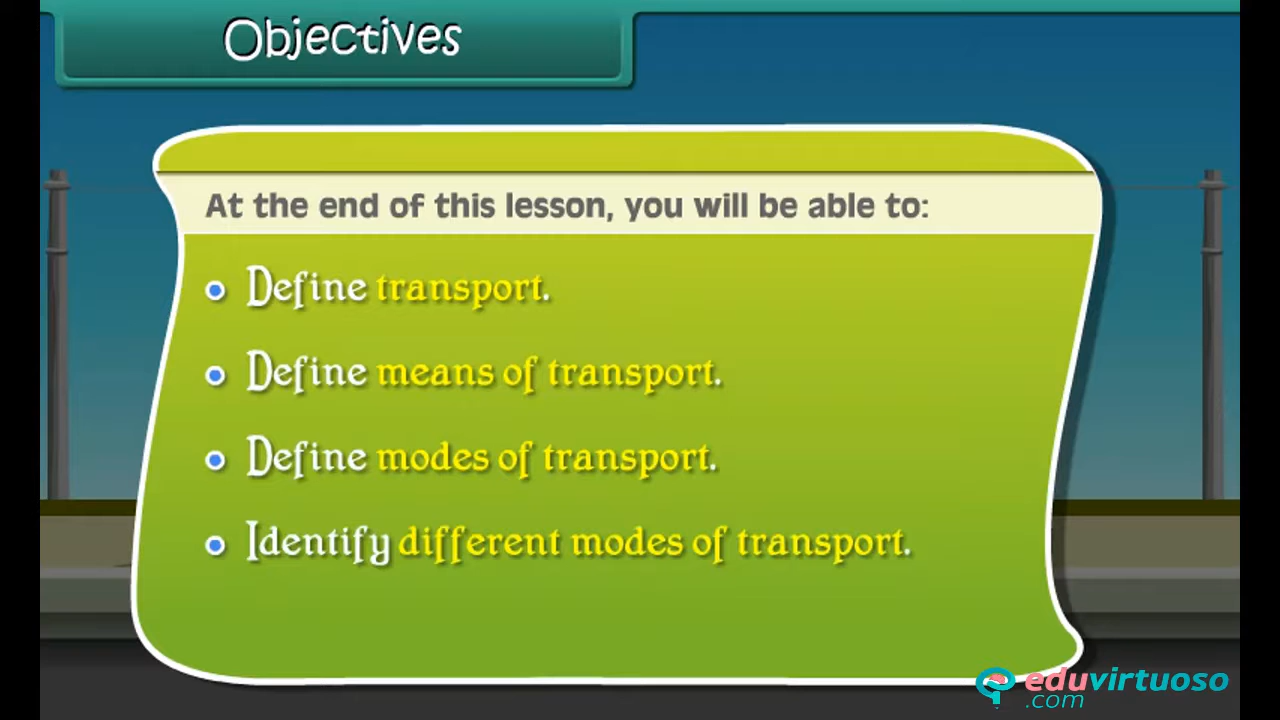 Objectives
At the end of this lesson, you will be able to:
Define transport.
Define means of transport.
Define modes of transport.
Identify different modes of transport.
eduvirtuoso
.com